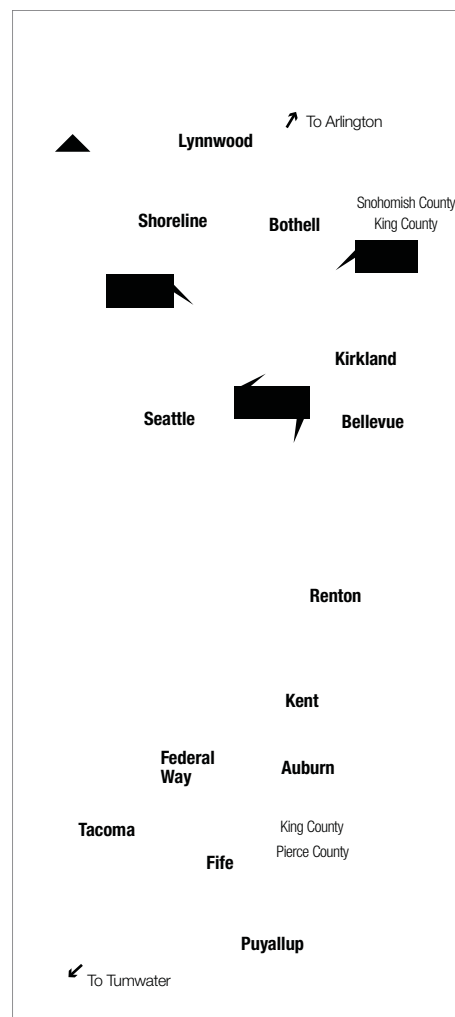 To Arlington
Lynnwood
Snohomish County
Shoreline
Bothell
King County
Kirkland
Seattle
Bellevue
Renton
Kent
Federal
Way
Auburn
Tacoma
King County
Pierce County
Fife
Puyallup
To Tumwater